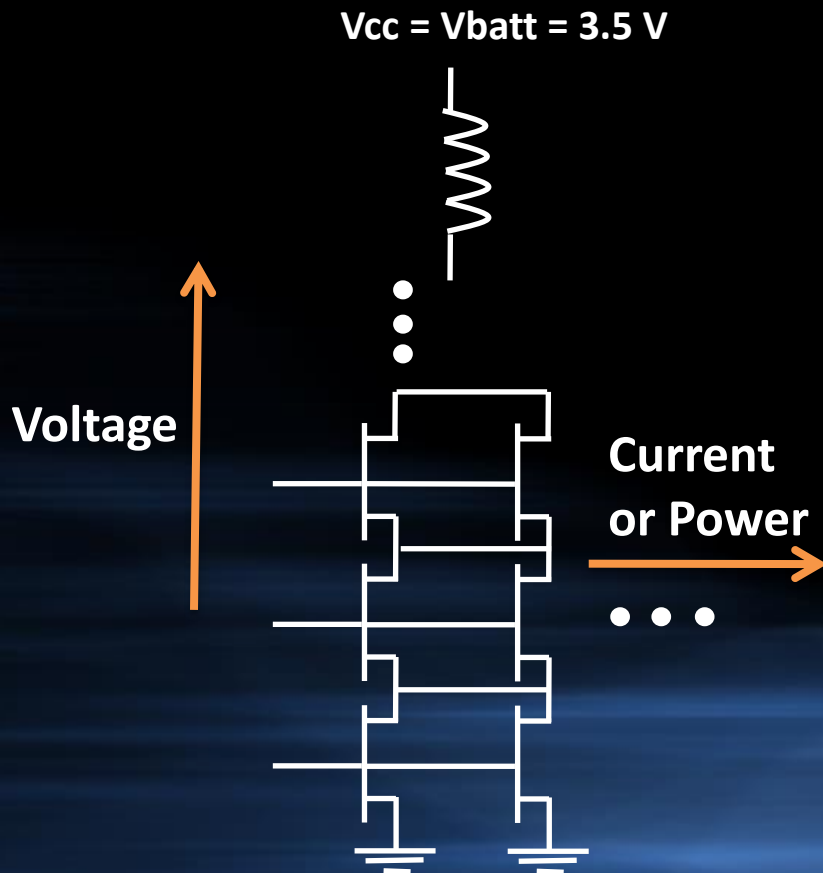 Vcc = Vbatt = 3.5 V
Voltage
Current
or Power